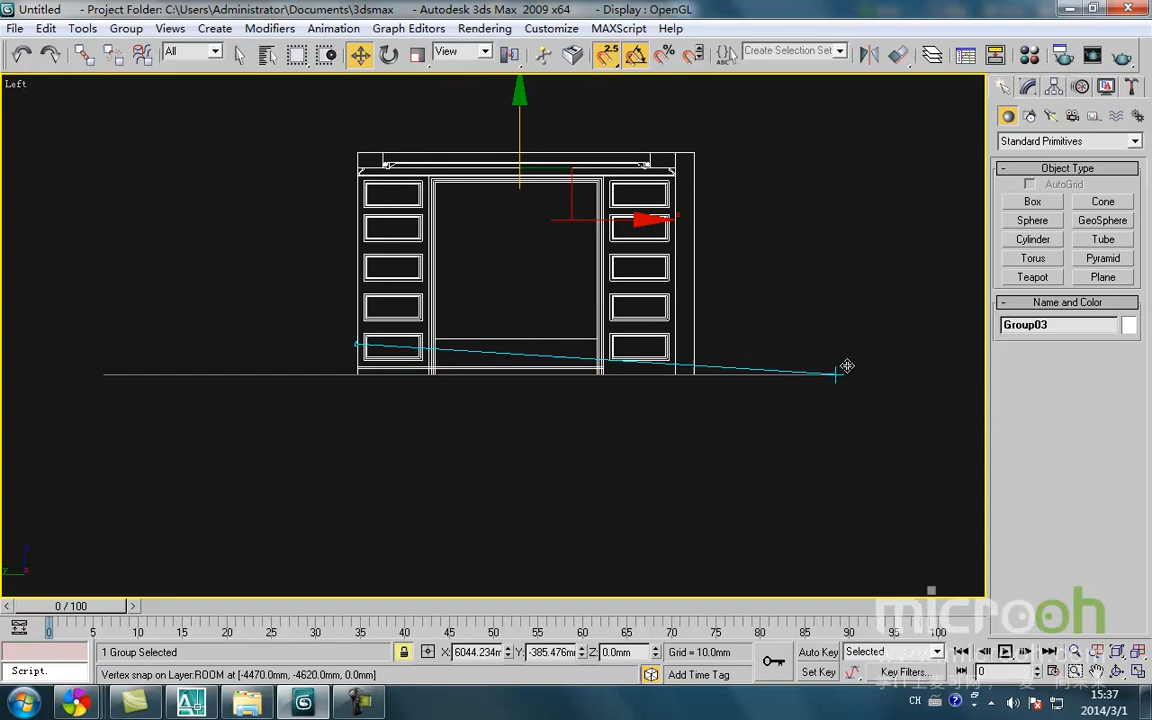 Untitled - Project Folder: C:\Users\Administrator\Documents\3dsmax - Autodesk 3ds Max 2009 x64 - Display : OpenGL
File Edit Tools Group Views Create Modifiers Animation Graph Editors Rendering Customize MAXScript Help
All View 2.5 ABC Create Selection Set
Left
Standard Primitives
- Object Type
AutoGrid
Box Cone
Sphere GeoSphere
Cylinder Tube
Torus Pyramid
Teapot Plane
- Name and Color
Group03
y x
< 0 / 100 >
0 5 10 15 20 25 30 35 40 45 50 55 60 65 70 75 80 85 90 95 100
microoh
1 Group Selected X: 6044.234m Y: -385.476m Z: 0.0mm Grid = 10.0mm Auto Key Selected
Script. Vertex snap on Layer:ROOM at [-4470.0mm, -4620.0mm, 0.0mm] Add Time Tag Set Key Key Filters... 0
CH 15:37
2014/3/1